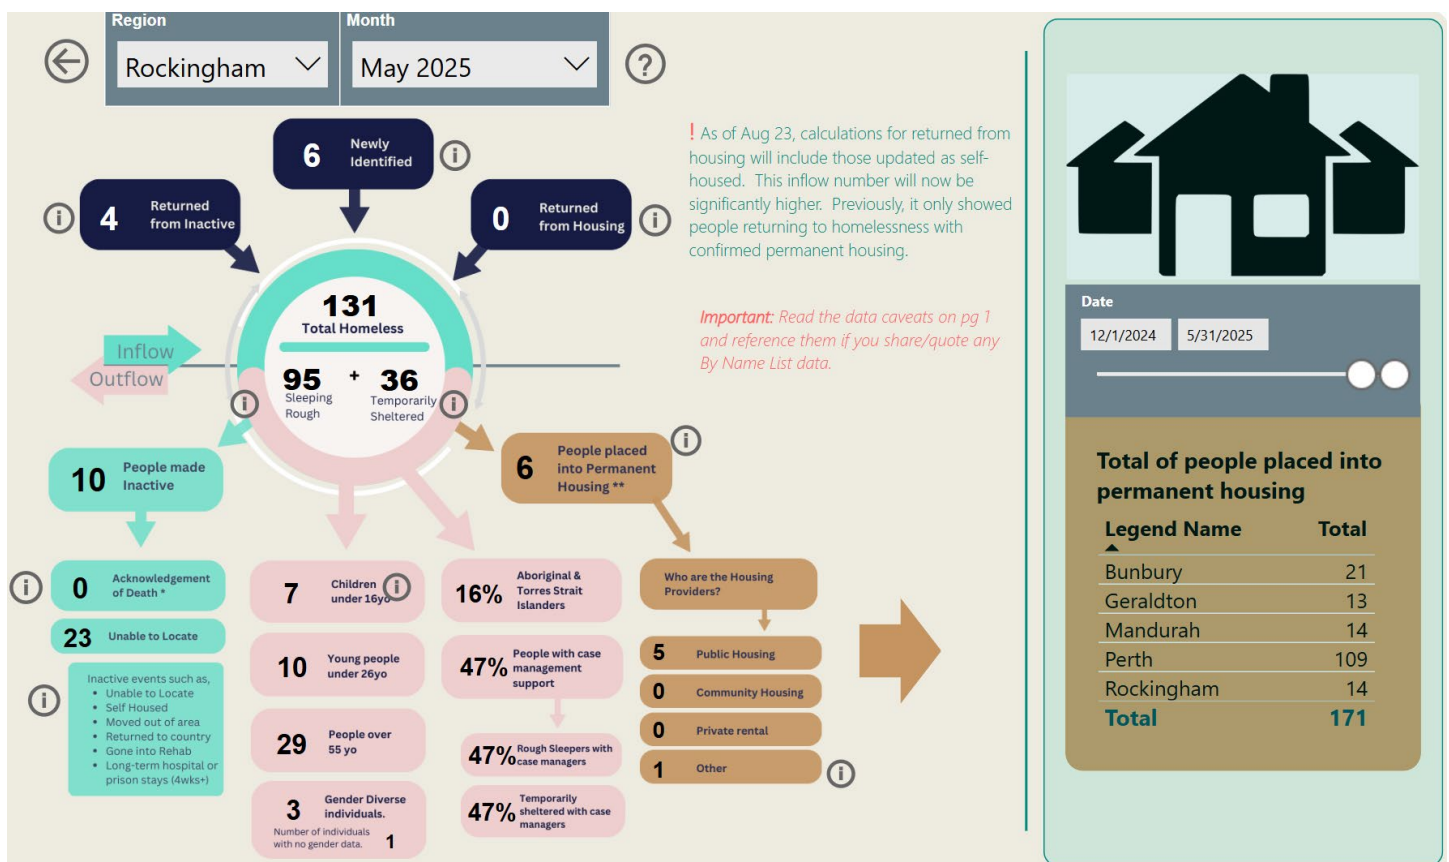 Region
Month
Rockingham
May 2025
?
6
Newly
Identified
i
i
4
Returned
from Inactive
0
Returned
from Housing
i
! As of Aug 23, calculations for returned from
housing will include those updated as self-
housed. This inflow number will now be
significantly higher. Previously, it only showed
people returning to homelessness with
confirmed permanent housing.
Important: Read the data caveats on pg 1
and reference them if you share/quote any
By Name List data.
131
Total Homeless
95
+
36
Sleeping
Rough
Temporarily
Sheltered
i
i
Inflow
Outflow
10
People made
Inactive
6
People placed
into Permanent
Housing **
i
i
0
Acknowledgement
of Death *
23
Unable to Locate
i
Inactive events such as,
• Unable to Locate
• Self Housed
• Moved out of area
• Returned to country
• Gone into Rehab
• Long-term hospital or
prison stays (4wks+)
7
Children
under 16yo
i
10
Young people
under 26yo
29
People over
55 yo
3
Gender Diverse
individuals.
Number of individuals
with no gender data.
1
16%
Aboriginal &
Torres Strait
Islanders
47%
People with case
management
support
47%
Rough Sleepers with
case managers
47%
Temporarily
sheltered with case
managers
Who are the Housing
Providers?
5
Public Housing
0
Community Housing
0
Private rental
1
Other
i
Date
12/1/2024
5/31/2025
Total of people placed into
permanent housing
Legend Name Total
Bunbury 21
Geraldton 13
Mandurah 14
Perth 109
Rockingham 14
Total 171